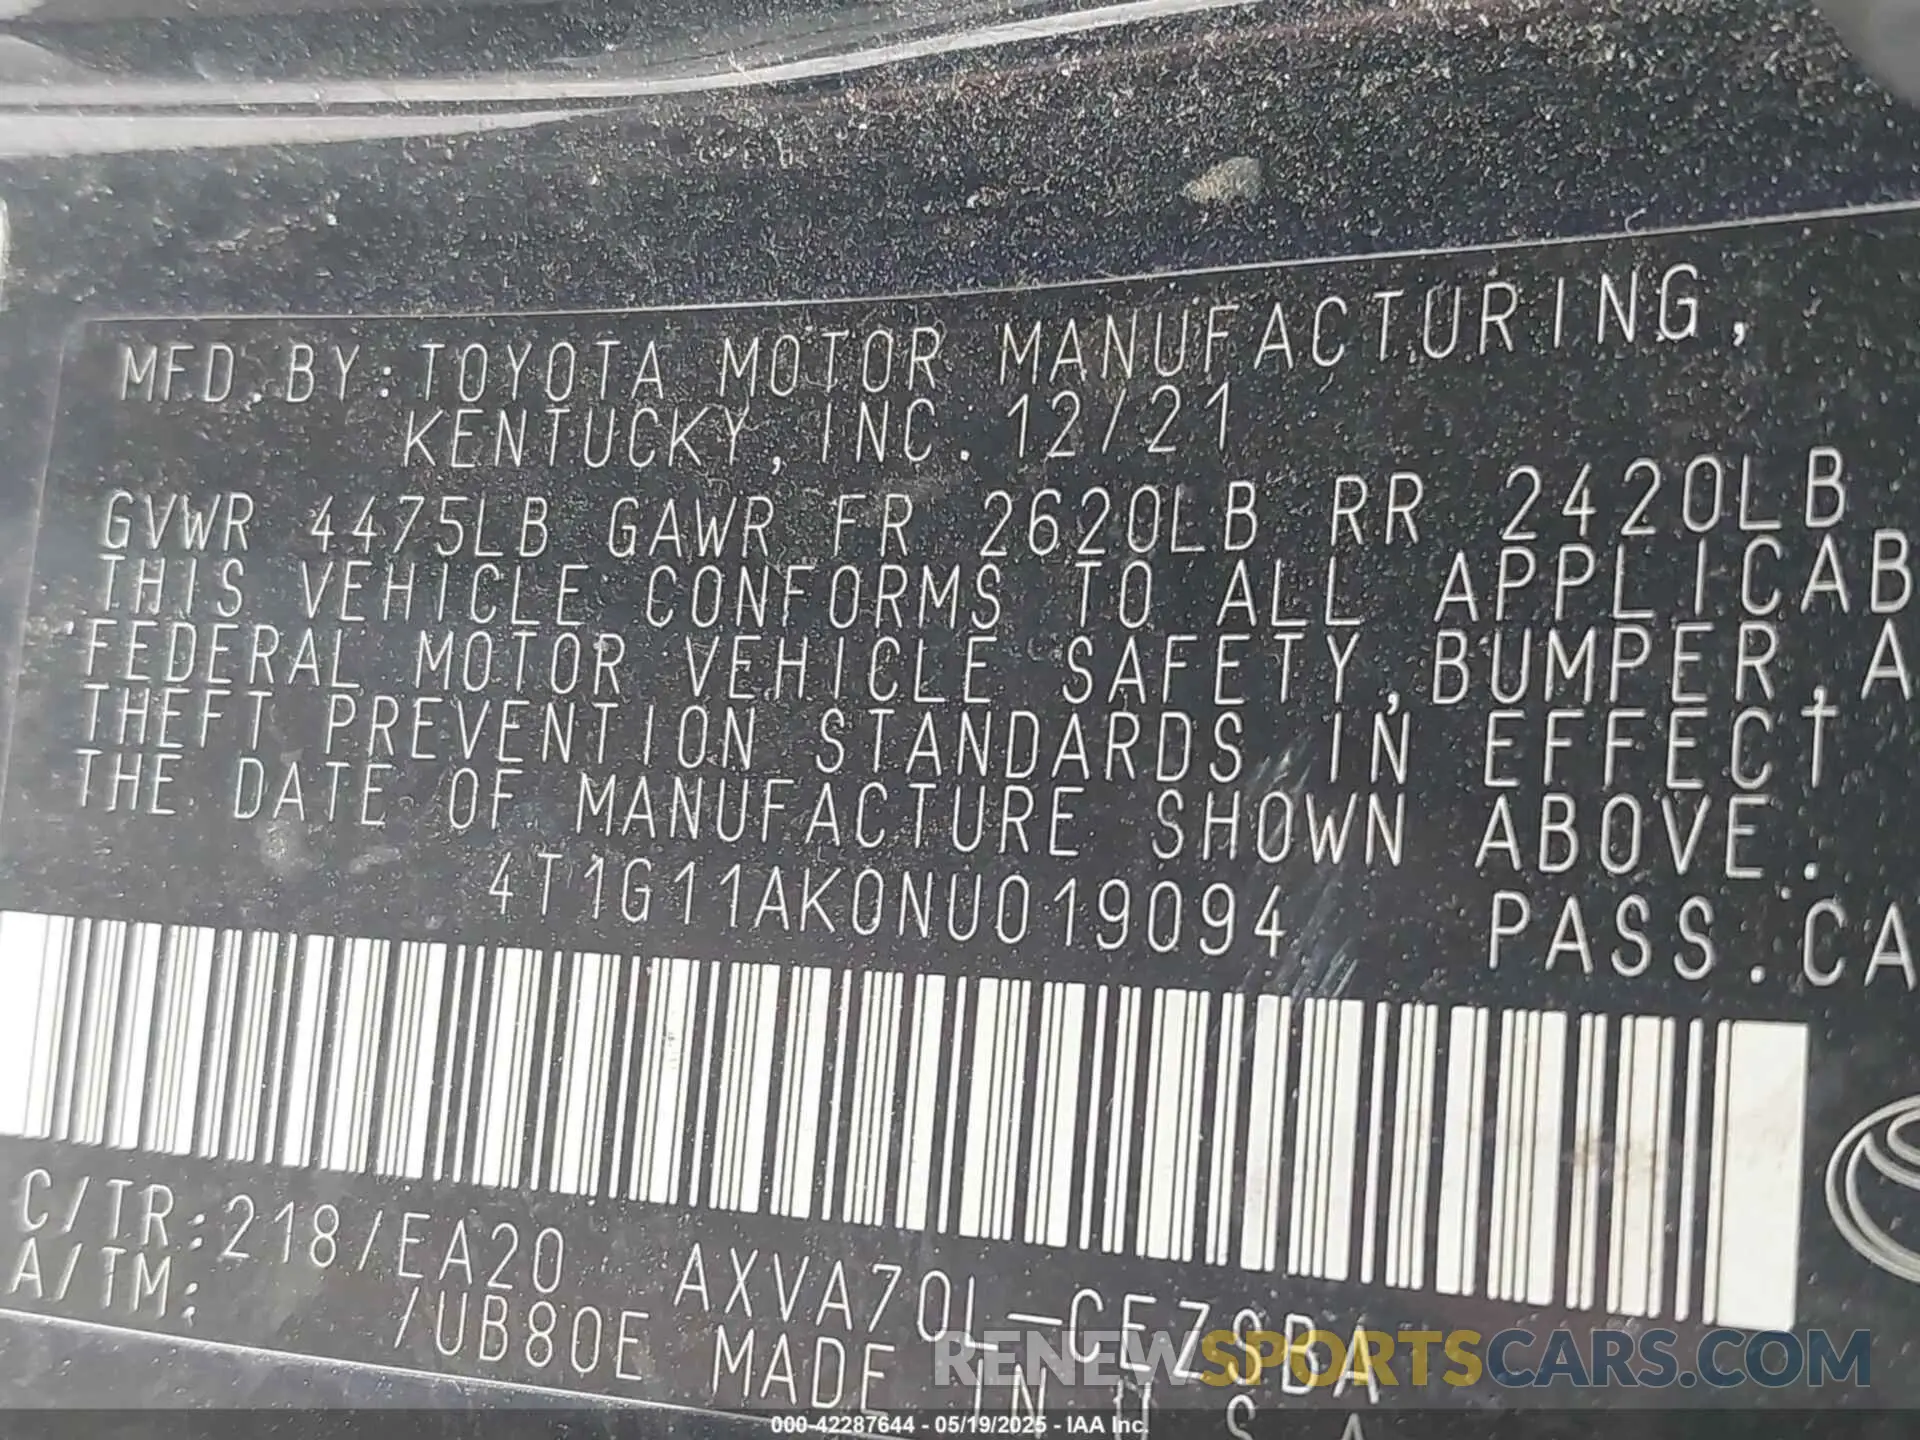 MFD.BY:TOYOTA MOTOR MANUFACTURING,
KENTUCKY,INC. 12/21
GVWR 4475LB GAWR FR 2620LB RR 2420LB
THIS VEHICLE CONFORMS TO ALL APPLICAB
FEDERAL MOTOR VEHICLE SAFETY,BUMPER,A
THEFT PREVENTION STANDARDS IN EFFECT
THE DATE OF MANUFACTURE SHOWN ABOVE.
4T1G11AK0NU019094 PASS.CA
C/TR:218/EA20 AXVA70L-CEZSBA
A/TM: /UB80E MADE IN U S A
RENEWSPORTSCARS.COM
000-42287644 - 05/19/2025 - IAA Inc.